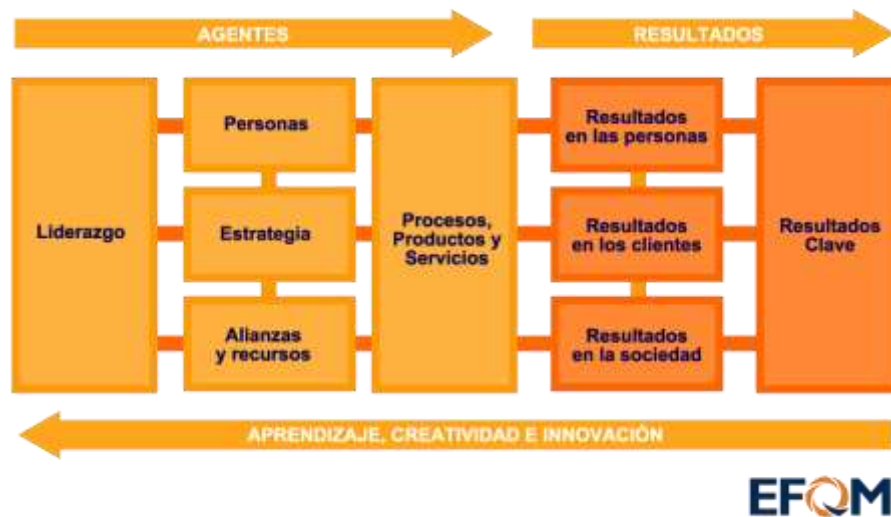 AGENTES
RESULTADOS
Liderazgo
Personas
Estrategia
Alianzas
y recursos
Procesos,
Productos y
Servicios
Resultados
en las personas
Resultados
en los clientes
Resultados
en la sociedad
Resultados
Clave
APRENDIZAJE, CREATIVIDAD E INNOVACIÓN
EFQM